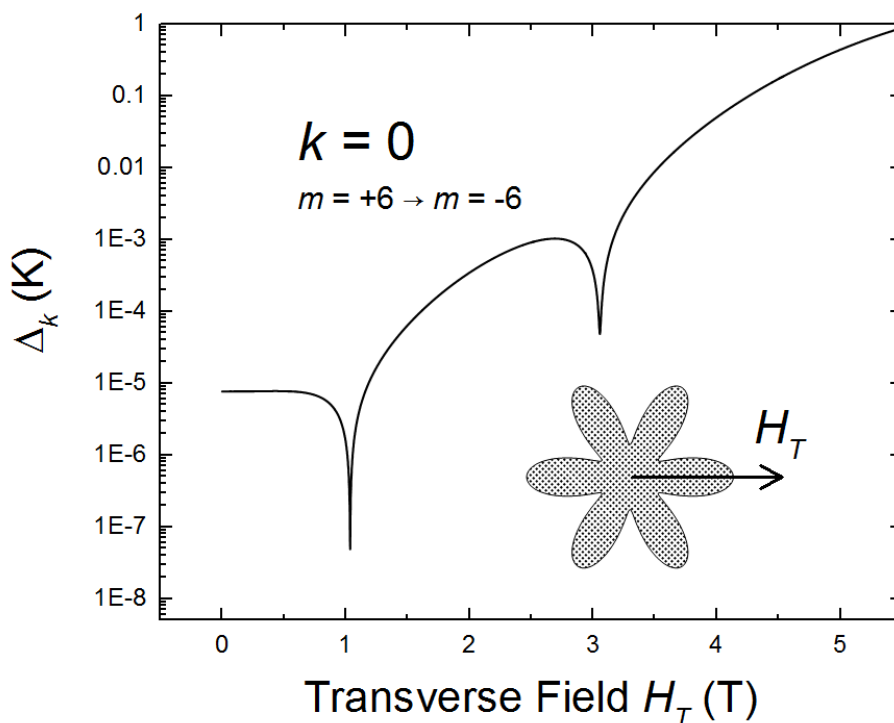 1
0.1
0.01
1E-3
1E-4
1E-5
1E-6
1E-7
1E-8
Δk (K)
k = 0
m = +6 → m = -6
HT
0 1 2 3 4 5
Transverse Field HT (T)